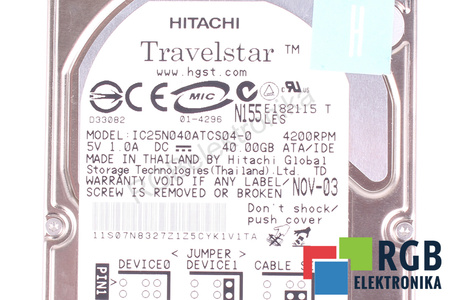 HITACHI
Travelstar ™
www.hgst.com
CE MIC N155 E182115 T
D33082 01-4296 LES
MODEL: IC25N040ATCS04-0 4200RPM
5V 1.0A DC 40.00GB ATA/IDE
MADE IN THAILAND BY Hitachi Global
Storage Technologies(Thailand) Ltd. TD
WARRANTY VOID IF ANY LABEL/
SCREW REMOVED OR BROKEN NOV-03
Don't shock/
push cover
11S07N8327Z1Z5CYK1V1TA
< JUMPER >
PIN1 DEVICE0 DEVICE1 CABLE
RGB
ELEKTRONIKA